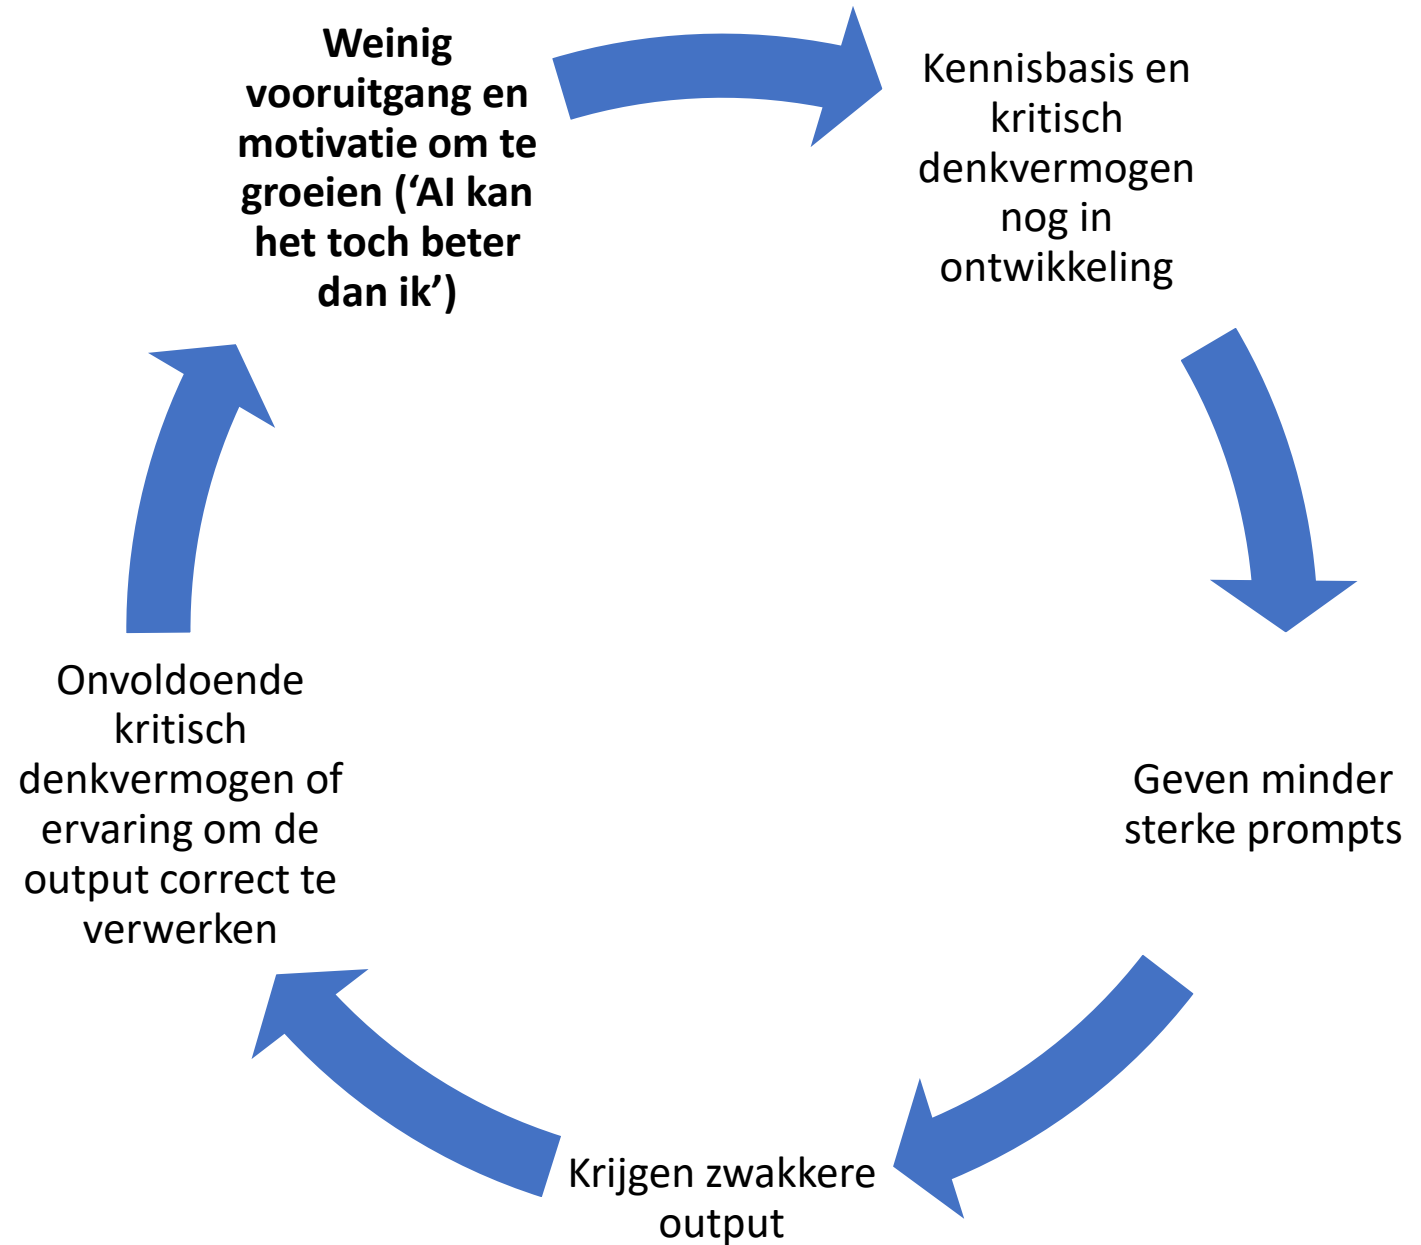 Weinig
vooruitgang en
motivatie om te
groeien (‘AI kan
het toch beter
dan ik’)
Kennisbasis en
kritisch
denkvermogen
nog in
ontwikkeling
Geven minder
sterke prompts
Krijgen zwakkere
output
Onvoldoende
kritisch
denkvermogen of
ervaring om de
output correct te
verwerken